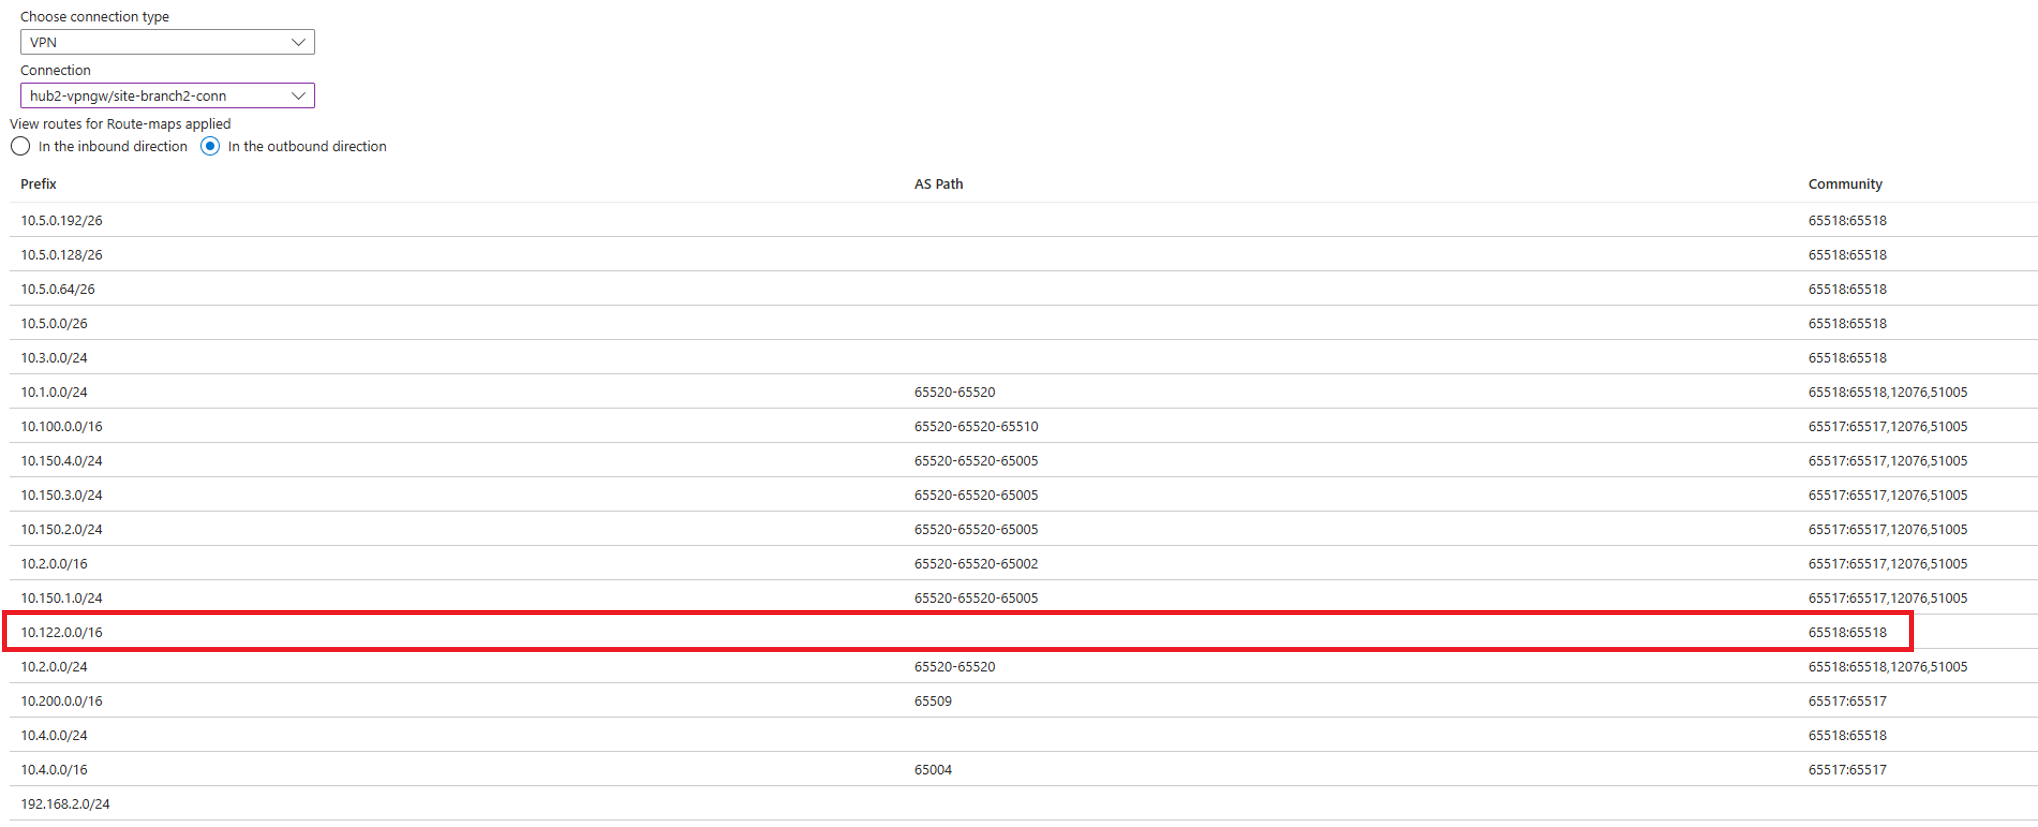 Choose connection type
VPN
Connection
hub2-vpngw/site-branch2-conn
View routes for Route-maps applied
In the inbound direction In the outbound direction
Prefix AS Path Community
10.5.0.192/26 65518:65518
10.5.0.128/26 65518:65518
10.5.0.64/26 65518:65518
10.5.0.0/26 65518:65518
10.3.0.0/24 65518:65518
10.1.0.0/24 65520-65520 65518:65518,12076,51005
10.100.0.0/16 65520-65520-65510 65517:65517,12076,51005
10.150.4.0/24 65520-65520-65005 65517:65517,12076,51005
10.150.3.0/24 65520-65520-65005 65517:65517,12076,51005
10.150.2.0/24 65520-65520-65005 65517:65517,12076,51005
10.2.0.0/16 65520-65520-65002 65517:65517,12076,51005
10.150.1.0/24 65520-65520-65005 65517:65517,12076,51005
10.122.0.0/16 65518:65518
10.2.0.0/24 65520-65520 65518:65518,12076,51005
10.200.0.0/16 65509 65517:65517
10.4.0.0/24 65518:65518
10.4.0.0/16 65004 65517:65517
192.168.2.0/24